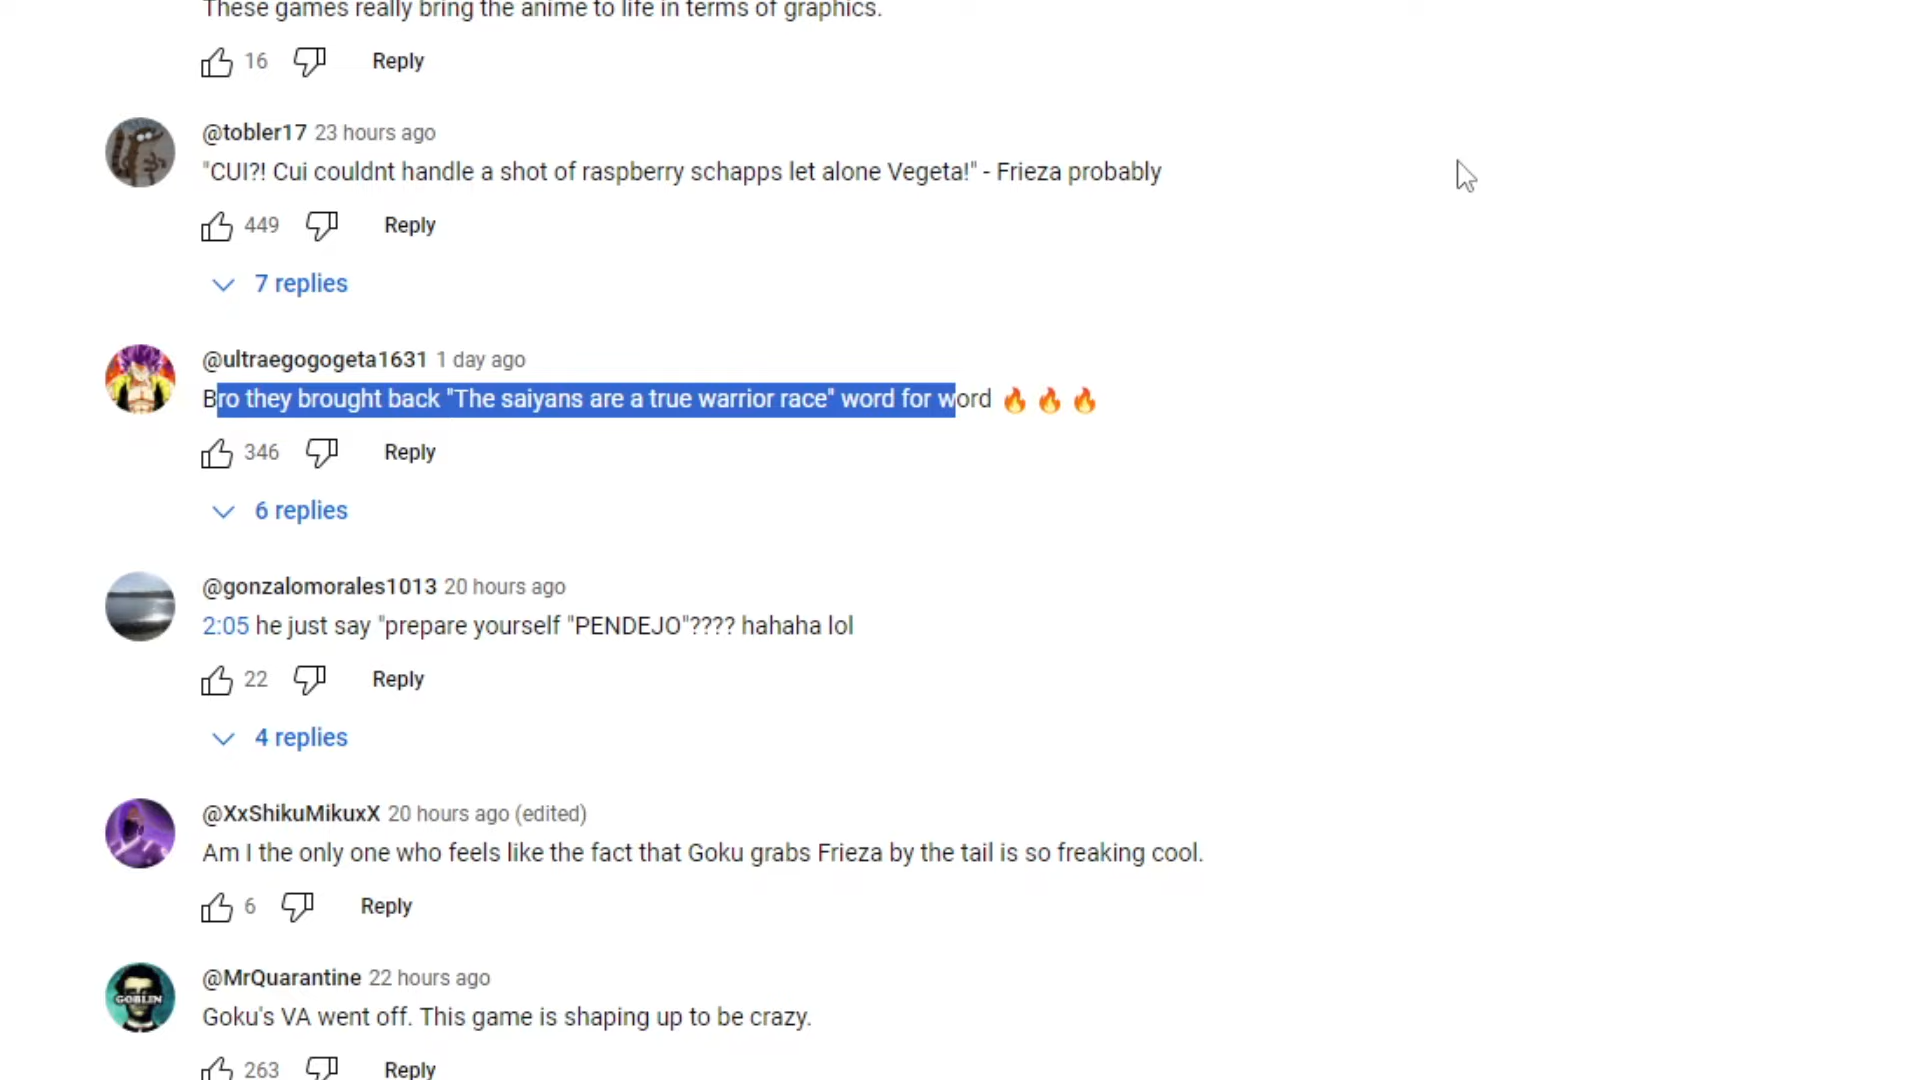 These games really bring the anime to life in terms of graphics.
16 Reply
@tobler17 23 hours ago
"CUI?! Cui couldnt handle a shot of raspberry schapps let alone Vegeta!" - Frieza probably
449 Reply
7 replies
@ultraegogogeta1631 1 day ago
Bro they brought back "The saiyans are a true warrior race" word for word 🔥 🔥 🔥
346 Reply
6 replies
@gonzalomorales1013 20 hours ago
2:05 he just say "prepare yourself "PENDEJO"???? hahaha lol
22 Reply
4 replies
@XxShikuMikuxX 20 hours ago (edited)
Am I the only one who feels like the fact that Goku grabs Frieza by the tail is so freaking cool.
6 Reply
@MrQuarantine 22 hours ago
GOBLIN
Goku's VA went off. This game is shaping up to be crazy.
263 Reply